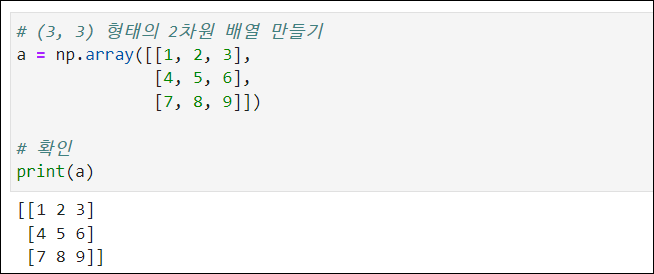 # (3, 3) 형태의 2차원 배열 만들기
a = np.array([[1, 2, 3],
              [4, 5, 6],
              [7, 8, 9]])
# 확인
print(a)
[[1 2 3]
 [4 5 6]
 [7 8 9]]